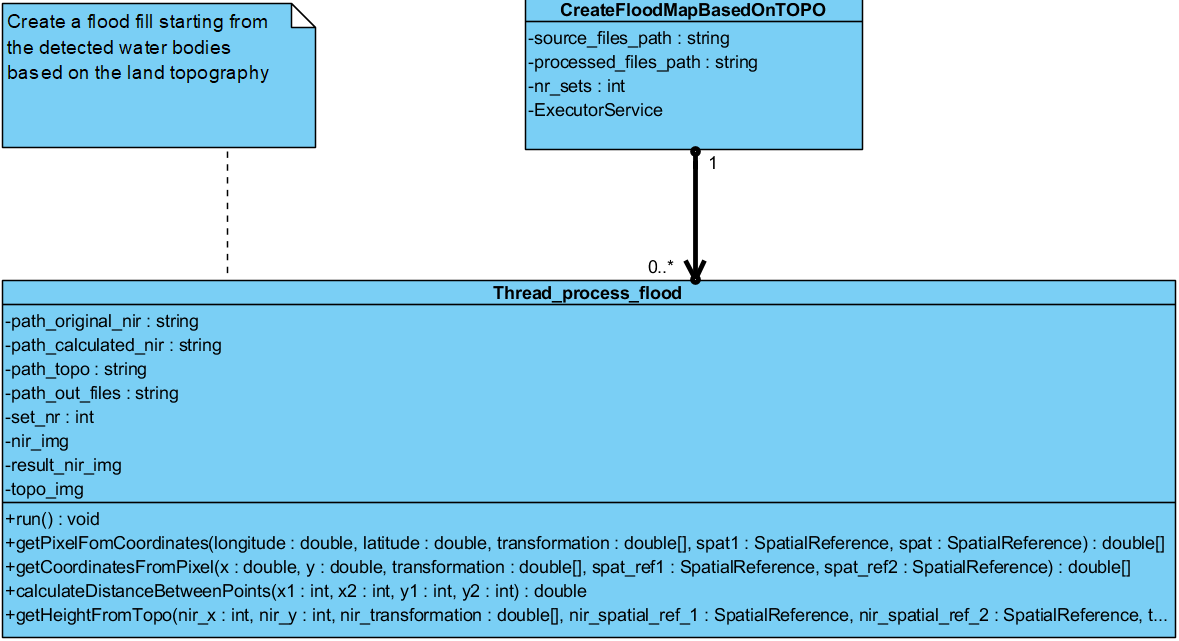 Create a flood fill starting from
the detected water bodies
based on the land topography
CreateFloodMapBasedOnTOPO
-source_files_path : string
-processed_files_path : string
-nr_sets : int
-ExecutorService
1
0..*
Thread_process_flood
-path_original_nir : string
-path_calculated_nir : string
-path_topo : string
-path_out_files : string
-set_nr : int
-nir_img
-result_nir_img
-topo_img
+run() : void
+getPixelFomCoordinates(longitude : double, latitude : double, transformation : double[], spat1 : SpatialReference, spat : SpatialReference) : double[]
+getCoordinatesFromPixel(x : double, y : double, transformation : double[], spat_ref1 : SpatialReference, spat_ref2 : SpatialReference) : double[]
+calculateDistanceBetweenPoints(x1 : int, x2 : int, y1 : int, y2 : int) : double
+getHeightFromTopo(nir_x : int, nir_y : int, nir_transformation : double[], nir_spatial_ref_1 : SpatialReference, nir_spatial_ref_2 : SpatialReference, t...